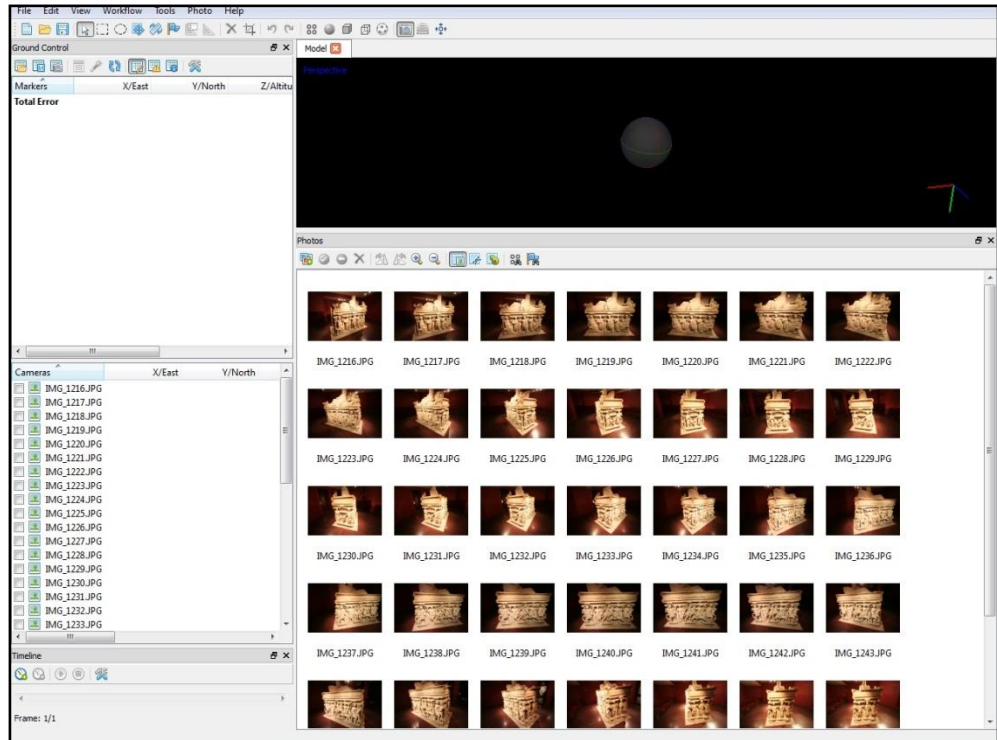 File Edit View Workflow Tools Photo Help
Ground Control
Model
Perspective
Markers X/East Y/North Z/Altitu
Total Error
Photos
IMG_1216.JPG IMG_1217.JPG IMG_1218.JPG IMG_1219.JPG IMG_1220.JPG IMG_1221.JPG IMG_1222.JPG
IMG_1223.JPG IMG_1224.JPG IMG_1225.JPG IMG_1226.JPG IMG_1227.JPG IMG_1228.JPG IMG_1229.JPG
IMG_1230.JPG IMG_1231.JPG IMG_1232.JPG IMG_1233.JPG IMG_1234.JPG IMG_1235.JPG IMG_1236.JPG
IMG_1237.JPG IMG_1238.JPG IMG_1239.JPG IMG_1240.JPG IMG_1241.JPG IMG_1242.JPG IMG_1243.JPG
Cameras X/East Y/North
IMG_1216.JPG
IMG_1217.JPG
IMG_1218.JPG
IMG_1219.JPG
IMG_1220.JPG
IMG_1221.JPG
IMG_1222.JPG
IMG_1223.JPG
IMG_1224.JPG
IMG_1225.JPG
IMG_1226.JPG
IMG_1227.JPG
IMG_1228.JPG
IMG_1229.JPG
IMG_1230.JPG
IMG_1231.JPG
IMG_1232.JPG
IMG_1233.JPG
Timeline
Frame: 1/1